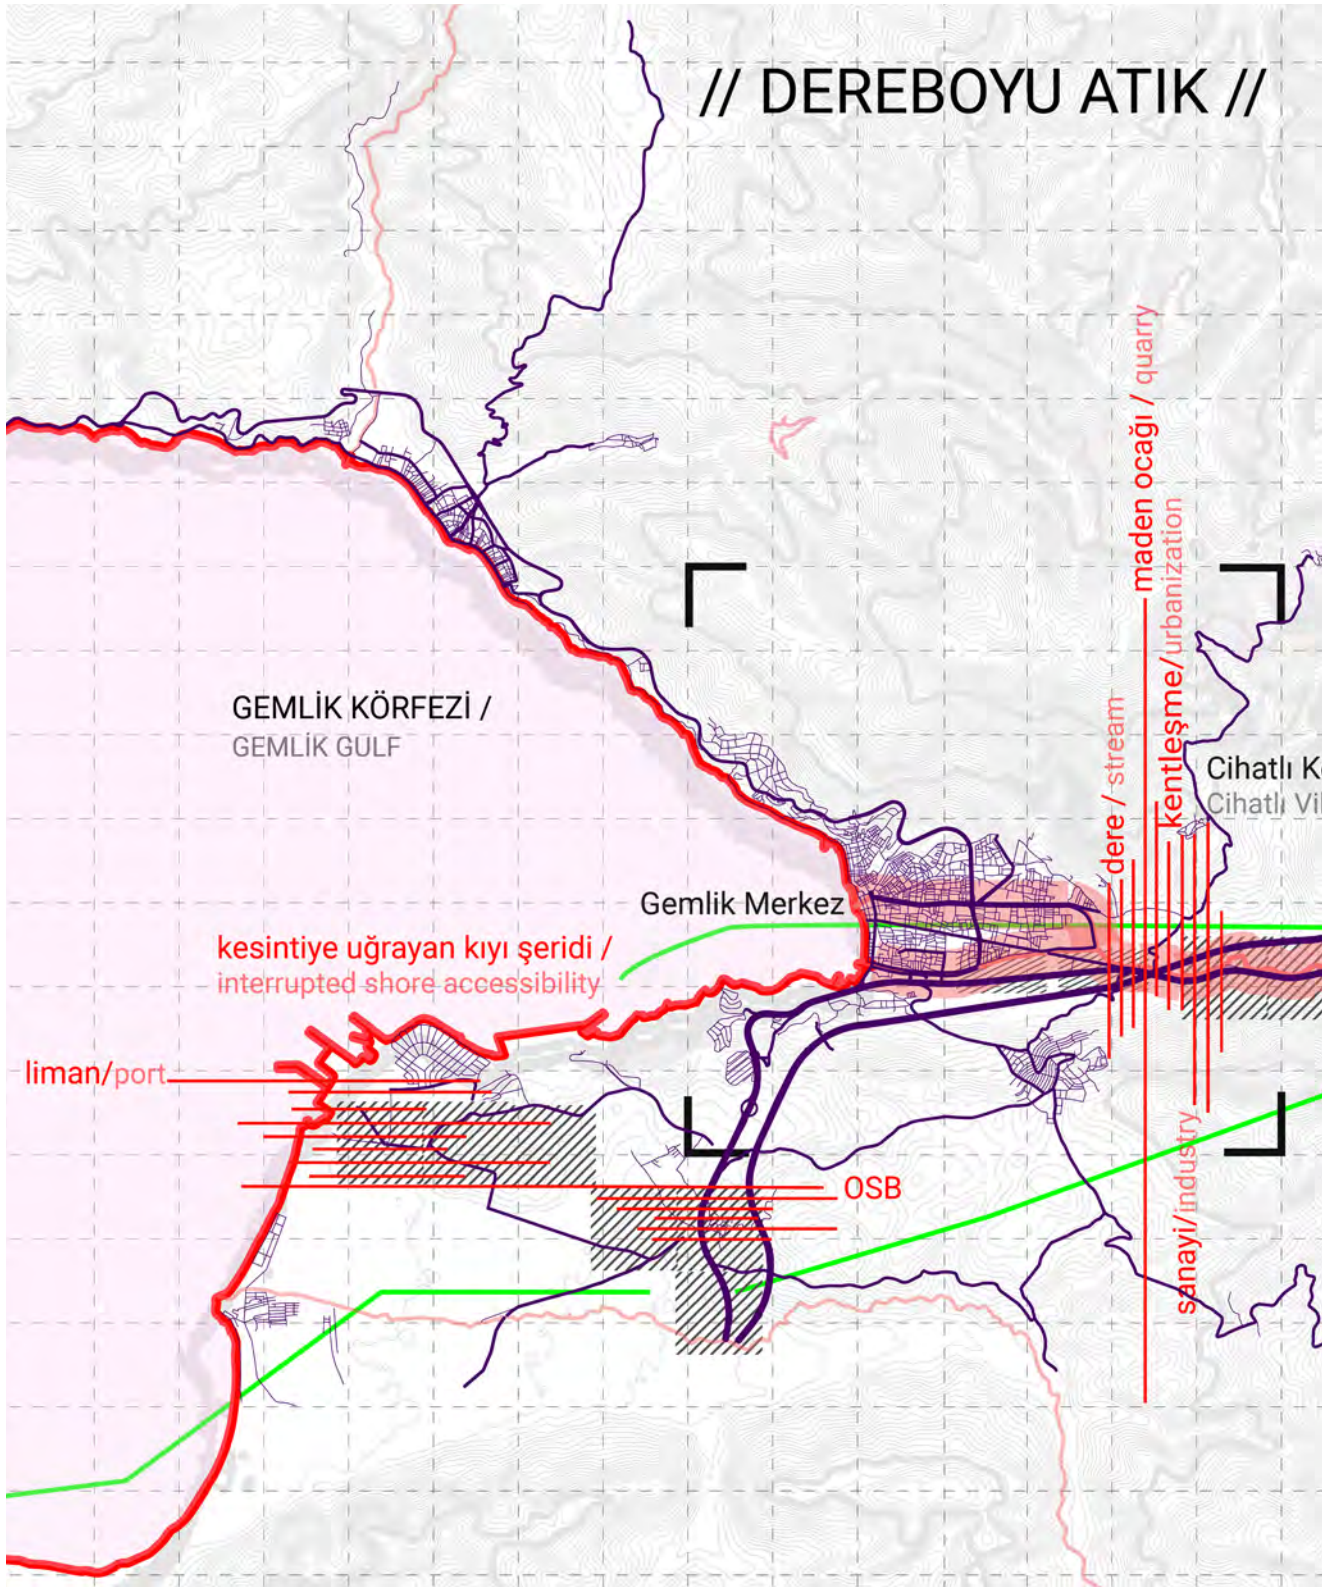 // DEREBOYU ATIK //
maden ocağı / quarry
kentleşme/urbanization
dere / stream
GEMLİK KÖRFEZİ /
GEMLİK GULF
Cihatlı
Cihatlı
Gemlik Merkez
kesintiye uğrayan kıyı şeridi /
interrupted shore accessibility
liman/port
OSB
sanayi/industry